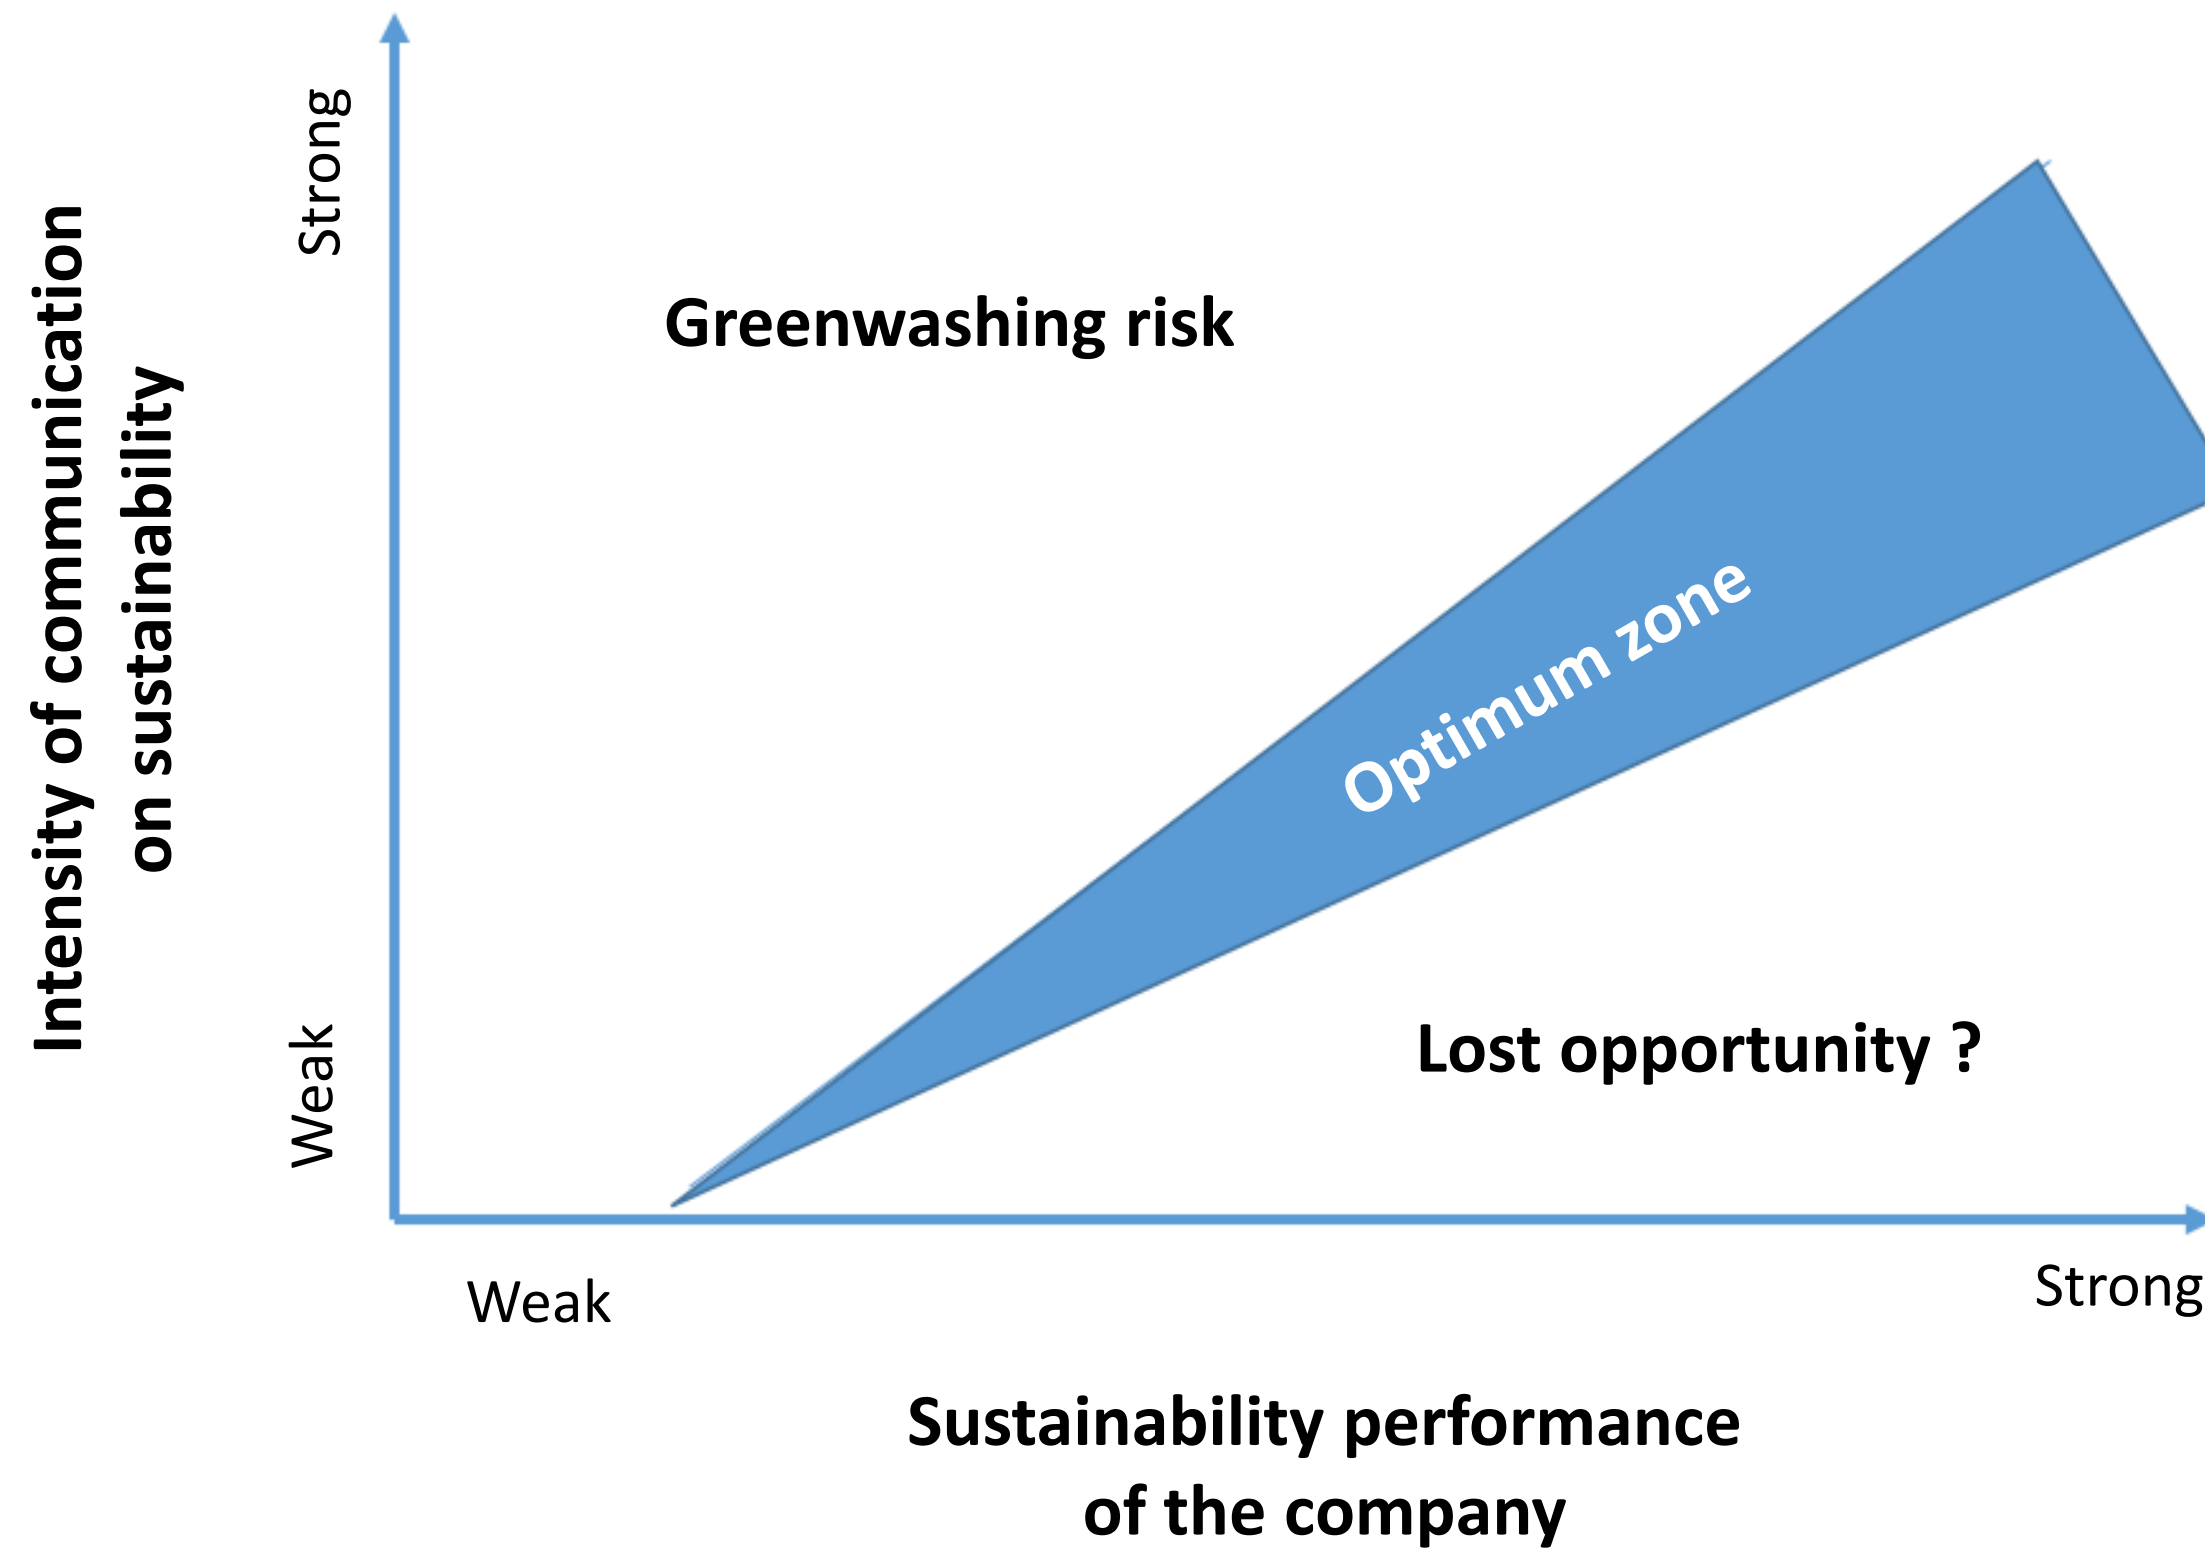 Intensity of communication
on sustainability
Strong
Weak
Greenwashing risk
Optimum zone
Lost opportunity ?
Weak
Strong
Sustainability performance
of the company